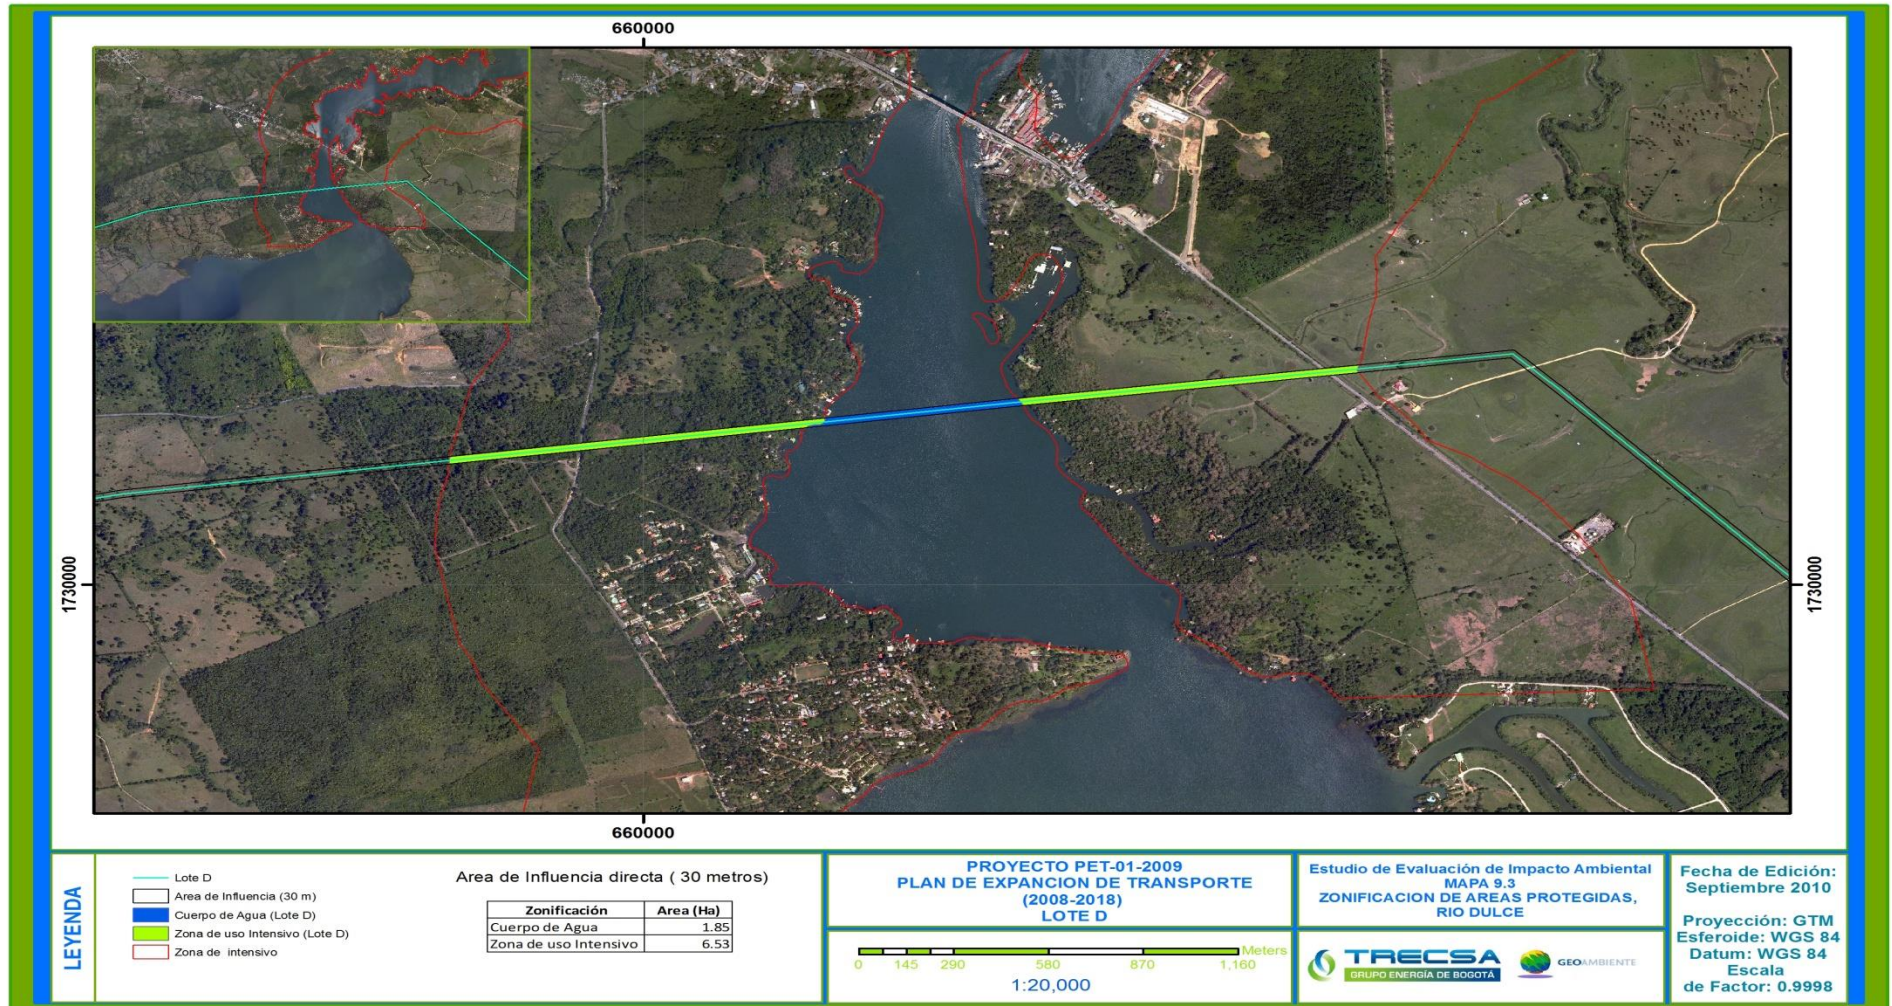 660000
1730000
1730000
660000
LEYENDA
Lote D
Area de Influencia (30 m)
Cuerpo de Agua (Lote D)
Zona de uso Intensivo (Lote D)
Zona de intensivo
Area de Influencia directa ( 30 metros)
Zonificación Area (Ha)
Cuerpo de Agua 1.85
Zona de uso Intensivo 6.53
PROYECTO PET-01-2009
PLAN DE EXPANCION DE TRANSPORTE
(2008-2018)
LOTE D
Meters
0 145 290 580 870 1,160
1:20,000
Estudio de Evaluación de Impacto Ambiental
MAPA 9.3
ZONIFICACION DE AREAS PROTEGIDAS,
RIO DULCE
TRECSA
GRUPO ENERGÍA DE BOGOTÁ
GEOAMBIENTE
Fecha de Edición:
Septiembre 2010
Proyección: GTM
Esferoide: WGS 84
Datum: WGS 84
Escala
de Factor: 0.9998